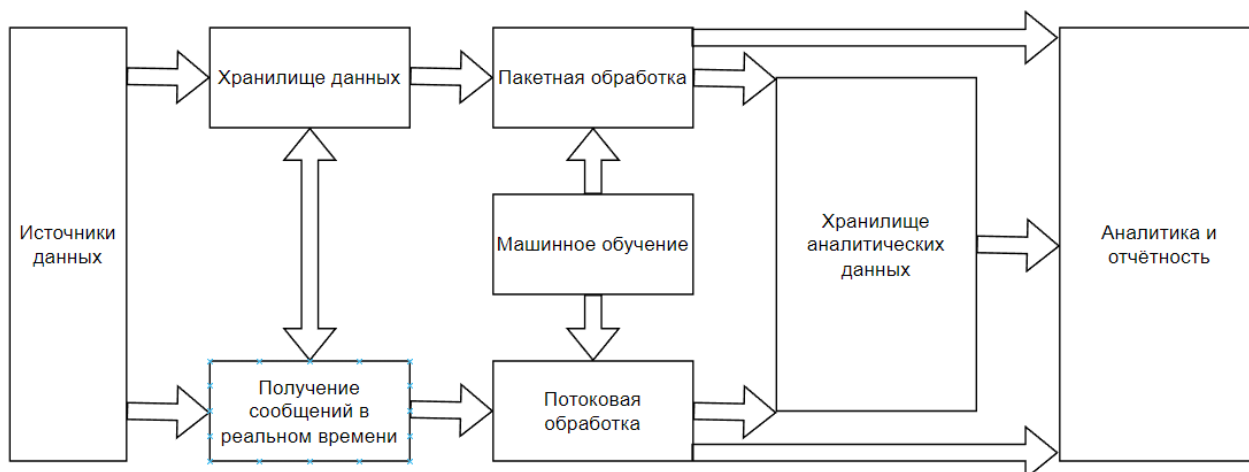 Источники
данных
Хранилище данных
Получение
сообщений в
реальном времени
Пакетная обработка
Машинное обучение
Потоковая
обработка
Хранилище
аналитических
данных
Аналитика и
отчётность